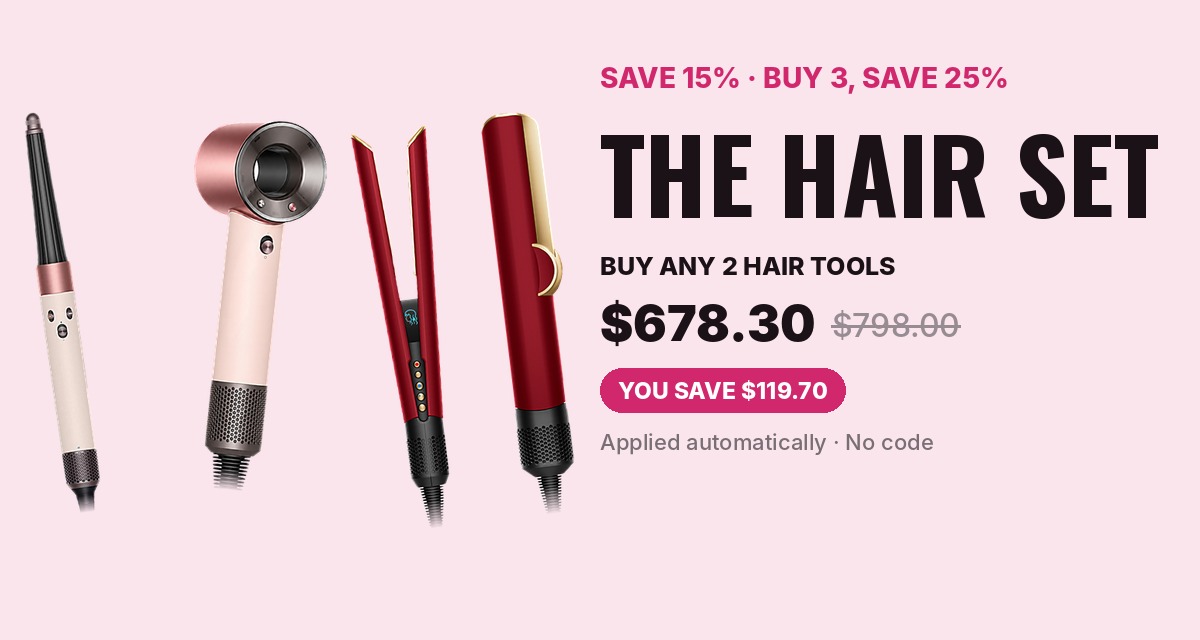 SAVE 15% · BUY 3, SAVE 25%
THE HAIR SET
BUY ANY 2 HAIR TOOLS
$678.30 $798.00
YOU SAVE $119.70
Applied automatically · No code